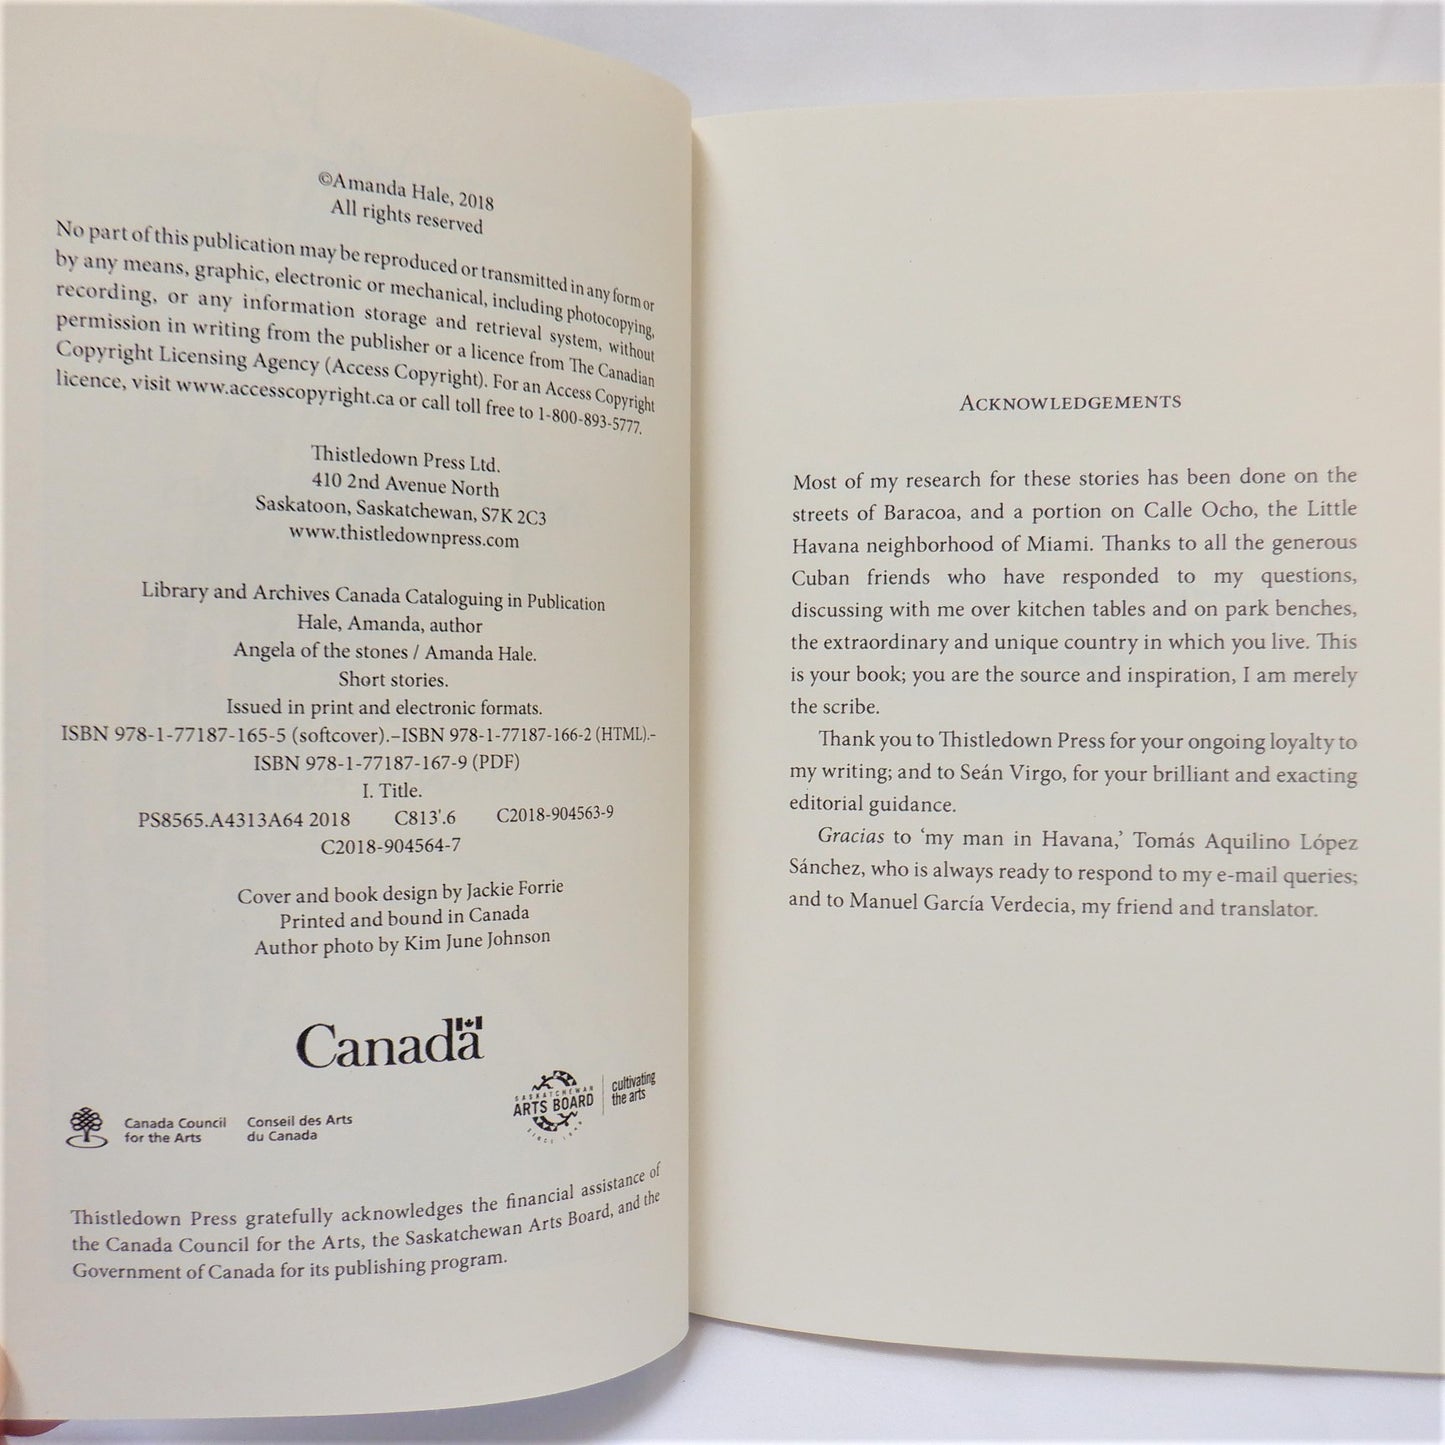 ©Amanda Hale, 2018
All rights reserved
No part of this publication may be reproduced or transmitted in any form or
by any means, graphic, electronic or mechanical, including photocopying,
recording, or any information storage and retrieval system, without
permission in writing from the publisher or a licence from The Canadian
Copyright Licensing Agency (Access Copyright). For an Access Copyright
licence, visit www.accesscopyright.ca or call toll free to 1-800-893-5777.
Thistledown Press Ltd.
410 2nd Avenue North
Saskatoon, Saskatchewan, S7K 2C3
www.thistledownpress.com
Library and Archives Canada Cataloguing in Publication
Hale, Amanda, author
Angela of the stones / Amanda Hale.
Short stories.
Issued in print and electronic formats.
ISBN 978-1-77187-165-5 (softcover).–ISBN 978-1-77187-166-2 (HTML).–
ISBN 978-1-77187-167-9 (PDF)
I. Title.
PS8565.A4313A64 2018 C813'.6 C2018-904563-9
C2018-904564-7
Cover and book design by Jackie Forrie
Printed and bound in Canada
Author photo by Kim June Johnson
Canada
Canada Council
for the Arts
Conseil des Arts
du Canada
SASKATCHEWAN
ARTS BOARD
SINCE 1948
cultivating
the arts
Thistledown Press gratefully acknowledges the financial assistance of
the Canada Council for the Arts, the Saskatchewan Arts Board, and the
Government of Canada for its publishing program.
ACKNOWLEDGEMENTS
Most of my research for these stories has been done on the
streets of Baracoa, and a portion on Calle Ocho, the Little
Havana neighborhood of Miami. Thanks to all the generous
Cuban friends who have responded to my questions,
discussing with me over kitchen tables and on park benches,
the extraordinary and unique country in which you live. This
is your book; you are the source and inspiration, I am merely
the scribe.
Thank you to Thistledown Press for your ongoing loyalty to
my writing; and to Seán Virgo, for your brilliant and exacting
editorial guidance.
Gracias to ‘my man in Havana,’ Tomás Aquilino López
Sánchez, who is always ready to respond to my e-mail queries;
and to Manuel García Verdecia, my friend and translator.